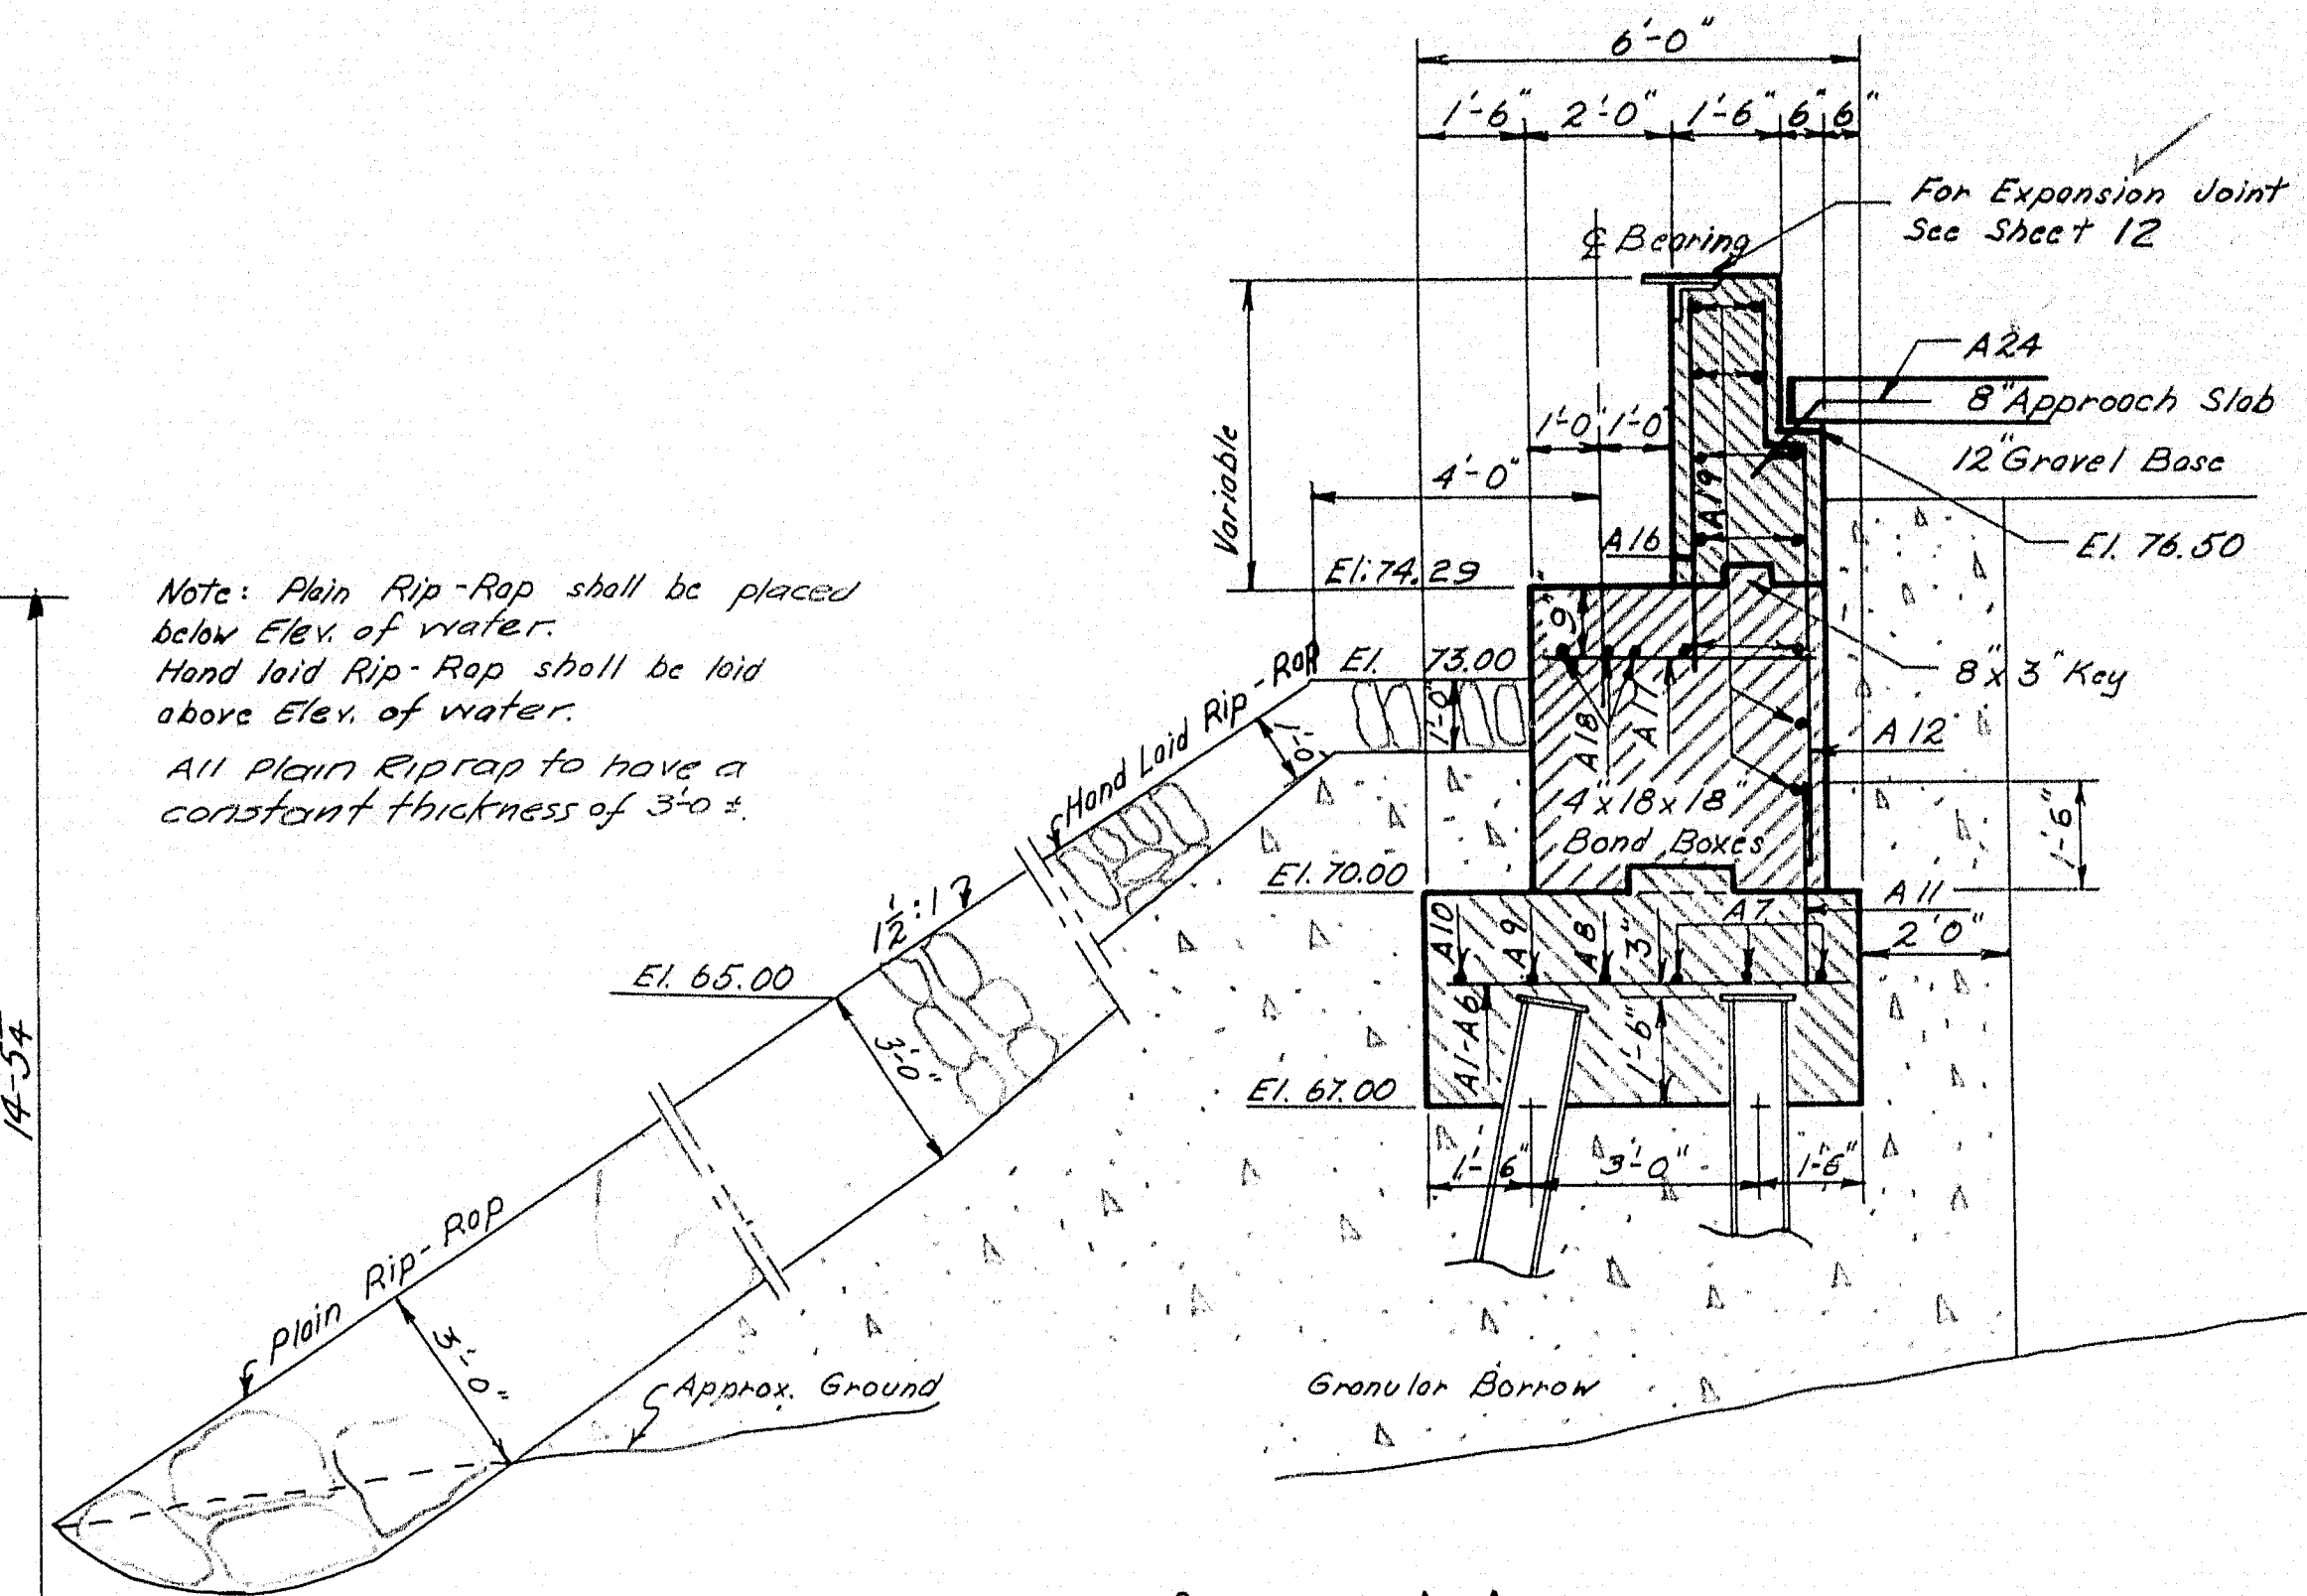 6'-0"
1'-6" 2'-0" 1'-6" 6" 6"
For Expansion Joint
See Sheet 12
℄ Bearing
A24
8" Approach Slab
12" Gravel Base
1'-0" 1'-0"
4'-0"
Variable
A19
A16
El. 76.50
El. 74.29
Note: Plain Rip-Rap shall be placed
below Elev. of water.
Hand laid Rip-Rap shall be laid
above Elev. of water.
All Plain Riprap to have a
constant thickness of 3'-0 ±.
6"
El. 73.00
8" x 3" Key
Hand Laid Rip-Rap
1'-0"
1'-0"
A18
A17
A12
4" x 18 x 18"
Bond Boxes
1'-6"
El. 70.00
1½:1
A10
A9
A8
3"
A7
A11
2'0"
El. 65.00
3'-0"
A1-A6
1'-6"
El. 67.00
14-54
1'-6" 3'-0" 1'-6"
Plain Rip-Rap
3'-0"
Approx. Ground
Granular Borrow